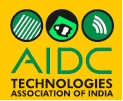 AIDC
TECHNOLOGIES
ASSOCIATION OF INDIA